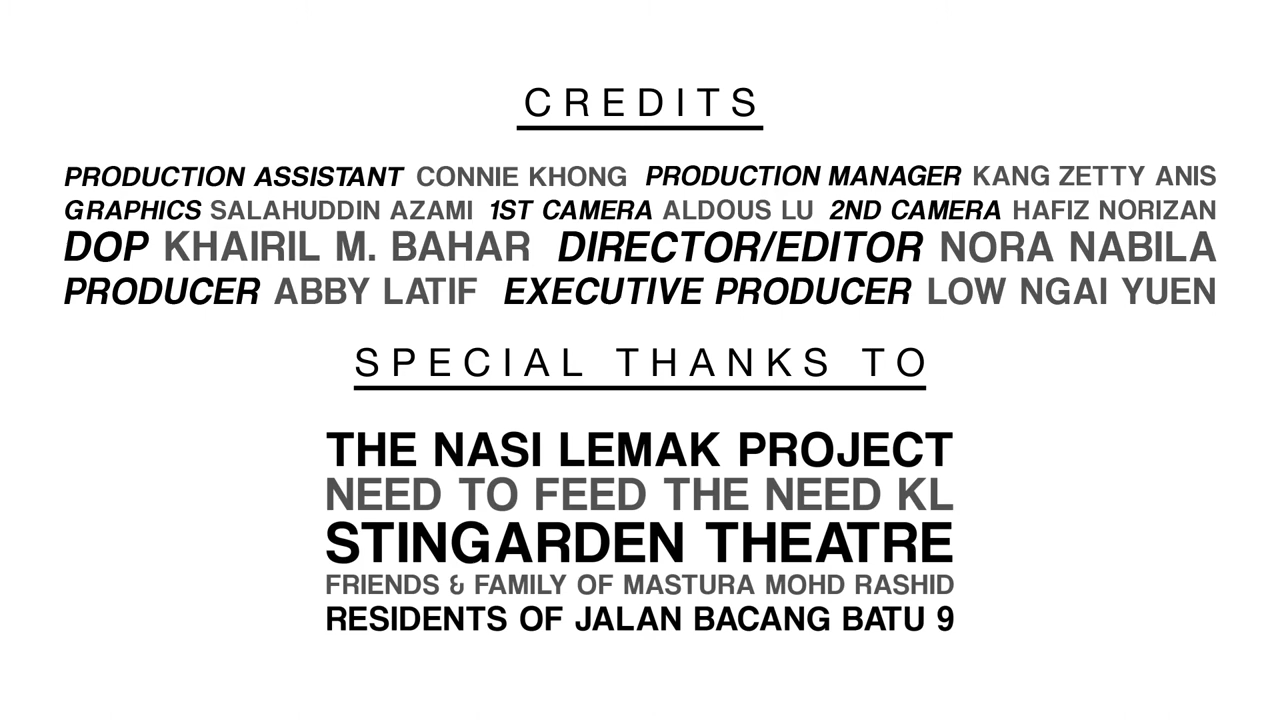 CREDITS
PRODUCTION ASSISTANT CONNIE KHONG PRODUCTION MANAGER KANG ZETTY ANIS
GRAPHICS SALAHUDDIN AZAMI 1ST CAMERA ALDOUS LU 2ND CAMERA HAFIZ NORIZAN
DOP KHAIRIL M. BAHAR DIRECTOR/EDITOR NORA NABILA
PRODUCER ABBY LATIF EXECUTIVE PRODUCER LOW NGAI YUEN
SPECIAL THANKS TO
THE NASI LEMAK PROJECT
NEED TO FEED THE NEED KL
STINGARDEN THEATRE
FRIENDS & FAMILY OF MASTURA MOHD RASHID
RESIDENTS OF JALAN BACANG BATU 9